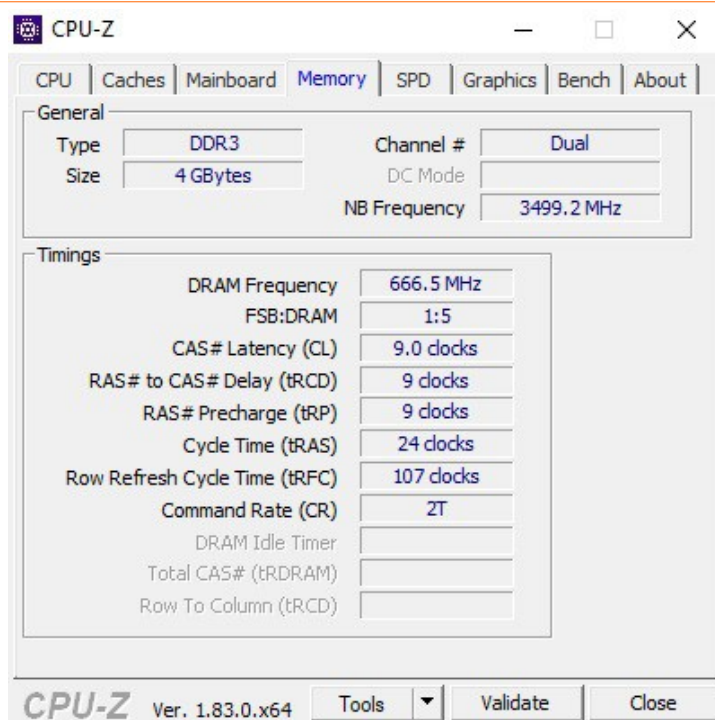 CPU-Z
CPU Caches Mainboard Memory SPD Graphics Bench About
General
Type DDR3 Channel # Dual
Size 4 GBytes DC Mode
NB Frequency 3499.2 MHz
Timings
DRAM Frequency 666.5 MHz
FSB:DRAM 1:5
CAS# Latency (CL) 9.0 clocks
RAS# to CAS# Delay (tRCD) 9 clocks
RAS# Precharge (tRP) 9 clocks
Cycle Time (tRAS) 24 clocks
Row Refresh Cycle Time (tRFC) 107 clocks
Command Rate (CR) 2T
DRAM Idle Timer
Total CAS# (tRDRAM)
Row To Column (tRCD)
CPU-Z Ver. 1.83.0.x64 Tools Validate Close